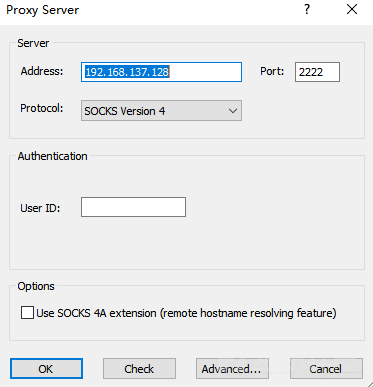 Proxy Server
Server
Address: 192.168.137.128 Port: 2222
Protocol: SOCKS Version 4
Authentication
User ID:
Options
Use SOCKS 4A extension (remote hostname resolving feature)
OK Check Advanced... Cancel